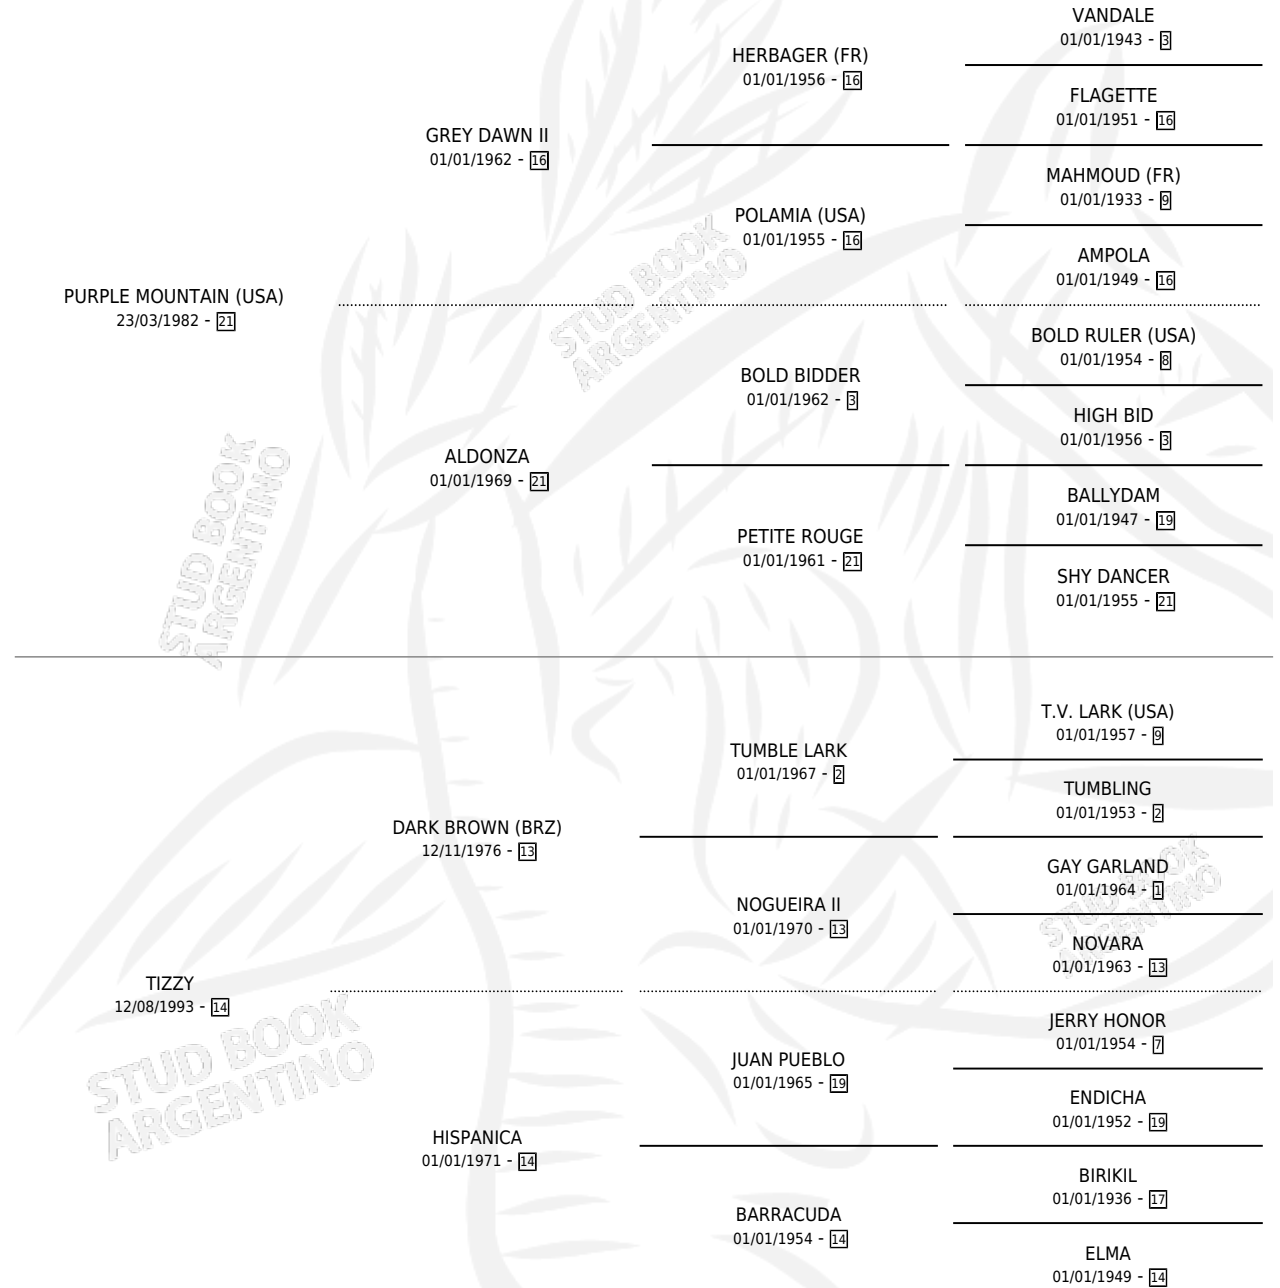 VANDALE
01/01/1943 - 3
HERBAGER (FR)
01/01/1956 - 16
FLAGETTE
01/01/1951 - 16
GREY DAWN II
01/01/1962 - 16
MAHMOUD (FR)
01/01/1933 - 9
POLAMIA (USA)
01/01/1955 - 16
AMPOLA
01/01/1949 - 16
PURPLE MOUNTAIN (USA)
23/03/1982 - 21
STUD BOOK
ARGENTINO
BOLD RULER (USA)
01/01/1954 - 8
BOLD BIDDER
01/01/1962 - 3
HIGH BID
01/01/1956 - 3
ALDONZA
01/01/1969 - 21
BALLYDAM
01/01/1947 - 19
PETITE ROUGE
01/01/1961 - 21
SHY DANCER
01/01/1955 - 21
STUD BOOK
ARGENTINO
T.V. LARK (USA)
01/01/1957 - 9
TUMBLE LARK
01/01/1967 - 2
TUMBLING
01/01/1953 - 2
DARK BROWN (BRZ)
12/11/1976 - 13
GAY GARLAND
01/01/1964 - 1
NOGUEIRA II
01/01/1970 - 13
STUD BOOK
ARGENTINO
NOVARA
01/01/1963 - 13
TIZZY
12/08/1993 - 14
JERRY HONOR
01/01/1954 - 7
JUAN PUEBLO
01/01/1965 - 19
STUD BOOK
ARGENTINO
ENDICHA
01/01/1952 - 19
HISPANICA
01/01/1971 - 14
BIRIKIL
01/01/1936 - 17
BARRACUDA
01/01/1954 - 14
ELMA
01/01/1949 - 14